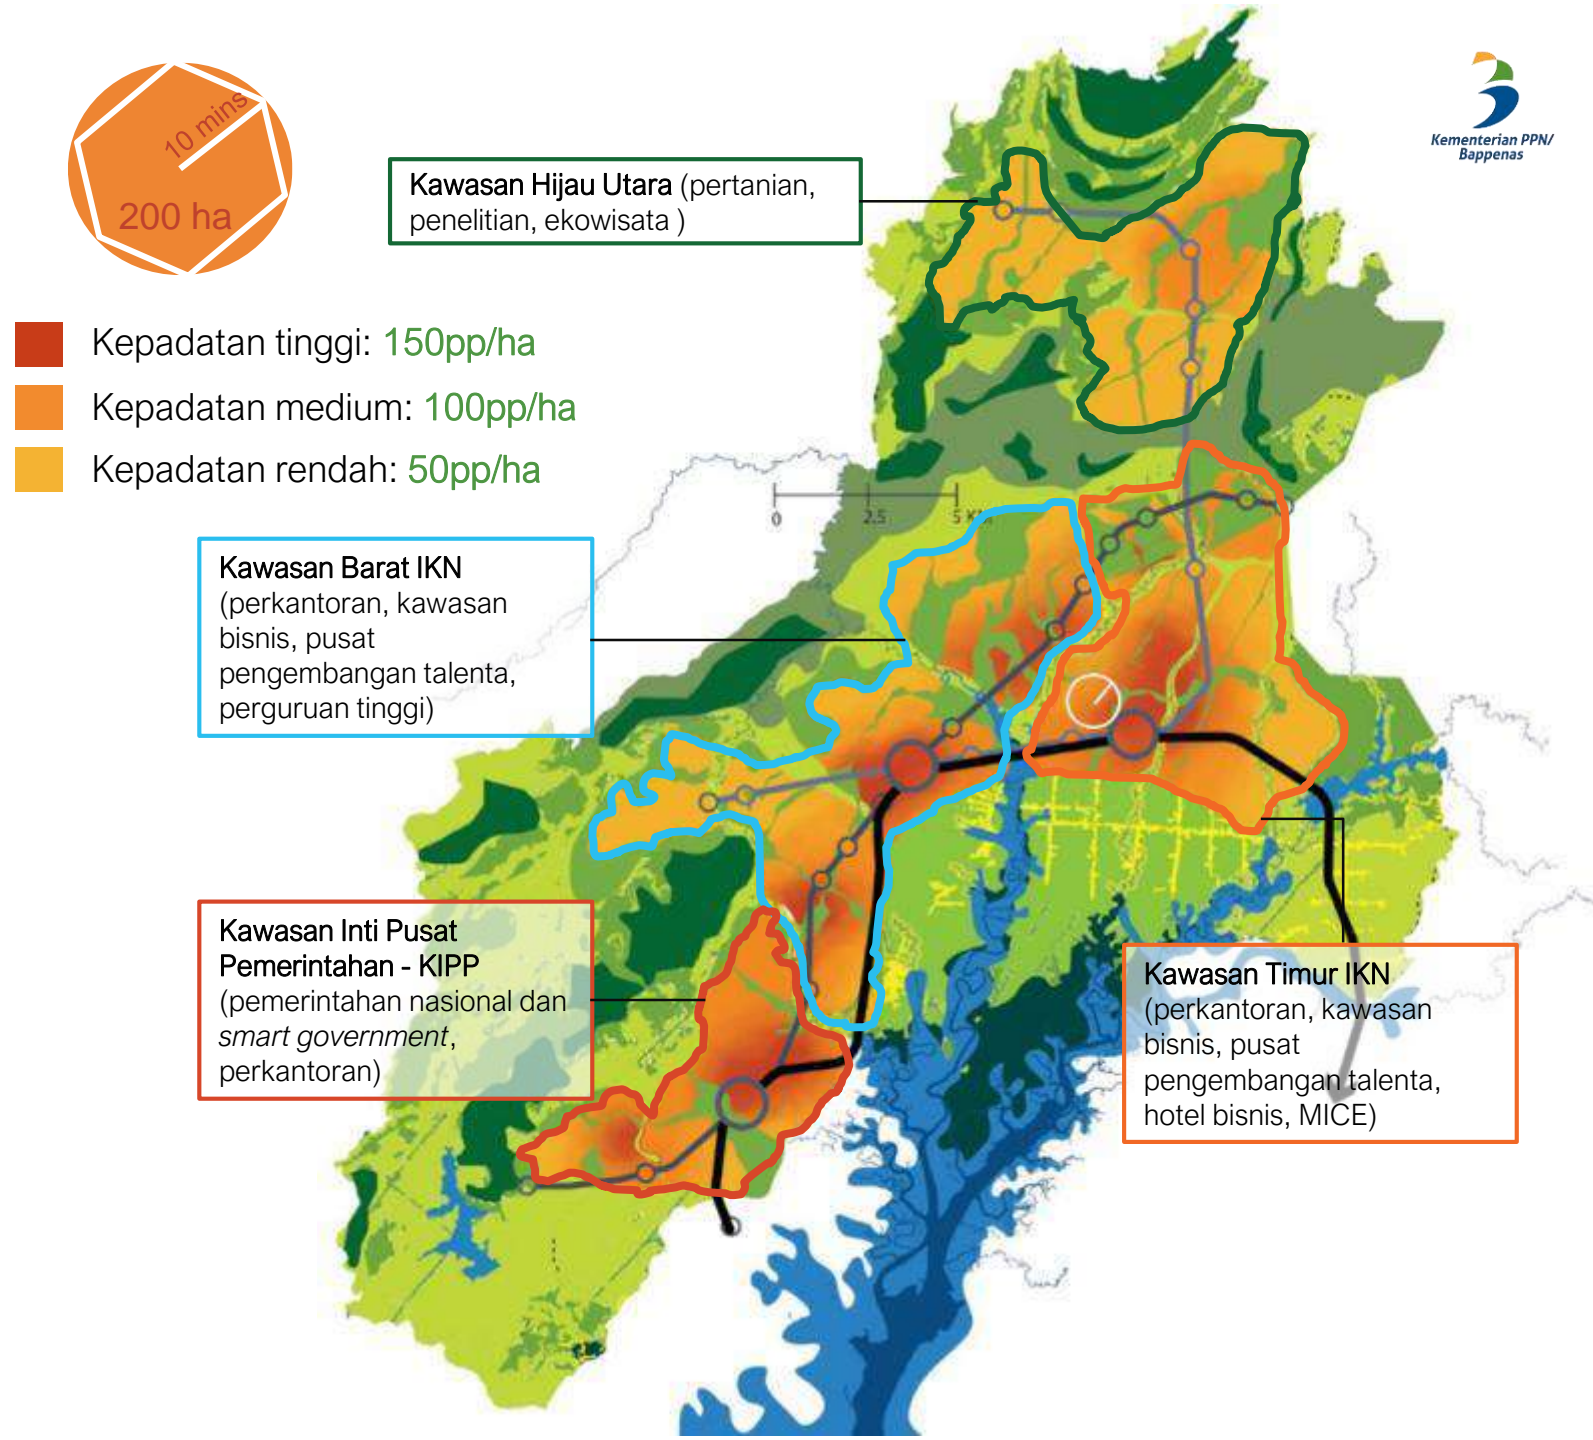 10 mins
200 ha
Kementerian PPN/
Bappenas
Kawasan Hijau Utara (pertanian,
penelitian, ekowisata )
Kepadatan tinggi: 150pp/ha
Kepadatan medium: 100pp/ha
Kepadatan rendah: 50pp/ha
0 2.5 5 KM
Kawasan Barat IKN
(perkantoran, kawasan
bisnis, pusat
pengembangan talenta,
perguruan tinggi)
Kawasan Inti Pusat
Pemerintahan - KIPP
(pemerintahan nasional dan
smart government,
perkantoran)
Kawasan Timur IKN
(perkantoran, kawasan
bisnis, pusat
pengembangan talenta,
hotel bisnis, MICE)